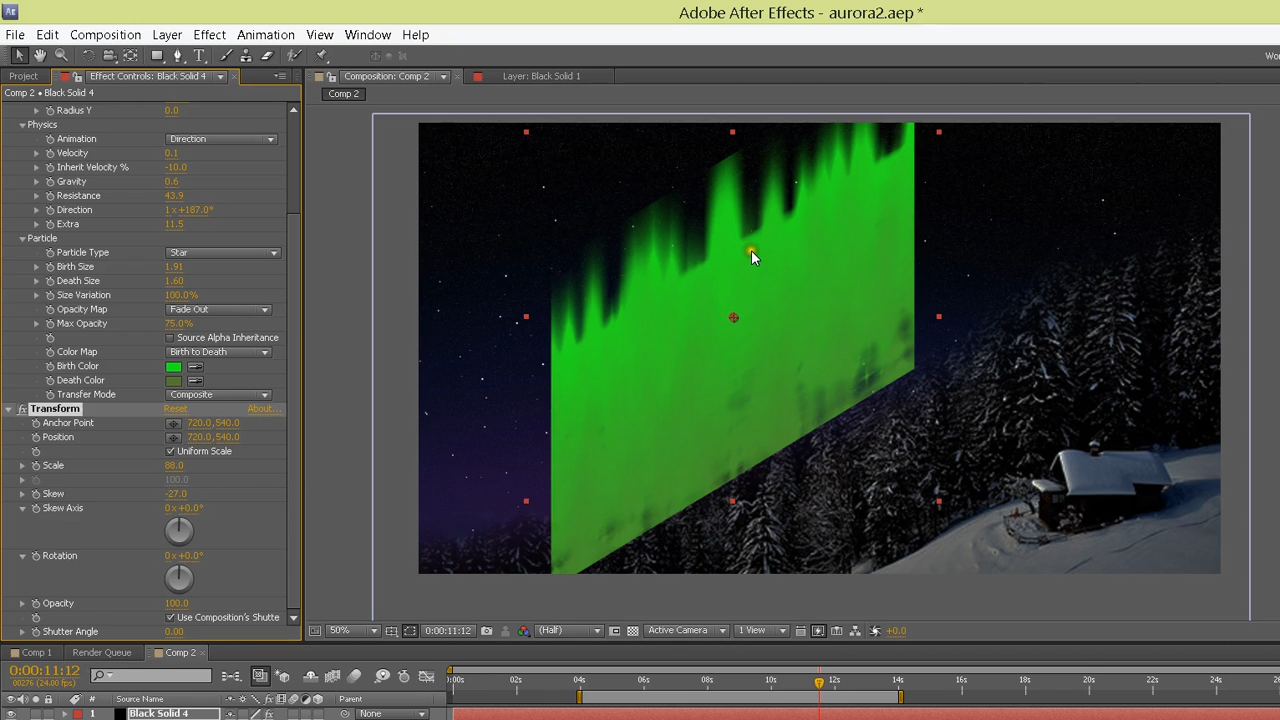 Adobe After Effects - aurora2.aep *
Ae
File Edit Composition Layer Effect Animation View Window Help
Project Effect Controls: Black Solid 4 Composition: Comp 2 Layer: Black Solid 1
Comp 2 • Black Solid 4 Comp 2
Radius Y 0.0
Physics
Animation Direction
Velocity 0.1
Inherit Velocity % -10.0
Gravity 0.6
Resistance 43.9
Direction 1x+187.0°
Extra 11.5
Particle
Particle Type Star
Birth Size 1.91
Death Size 1.60
Size Variation 100.0%
Opacity Map Fade Out
Max Opacity 75.0%
Source Alpha Inheritance
Color Map Birth to Death
Birth Color
Death Color
Transfer Mode Composite
fx Transform Reset About...
Anchor Point 720.0, 540.0
Position 720.0, 540.0
Uniform Scale
Scale 88.0
100.0
Skew -27.0
Skew Axis 0x+0.0°
Rotation 0x+0.0°
Opacity 100.0
Use Composition's Shutte
Shutter Angle 0.00
50% 0:00:11:12 (Half) Active Camera 1 View +0.0
Comp 1 Render Queue Comp 2
0:00:11:12
00276 (24.00 fps)
:00s 02s 04s 06s 08s 10s 12s 14s 16s 18s 20s 22s 24s 26s
# Source Name Parent
1 Black Solid 4 None